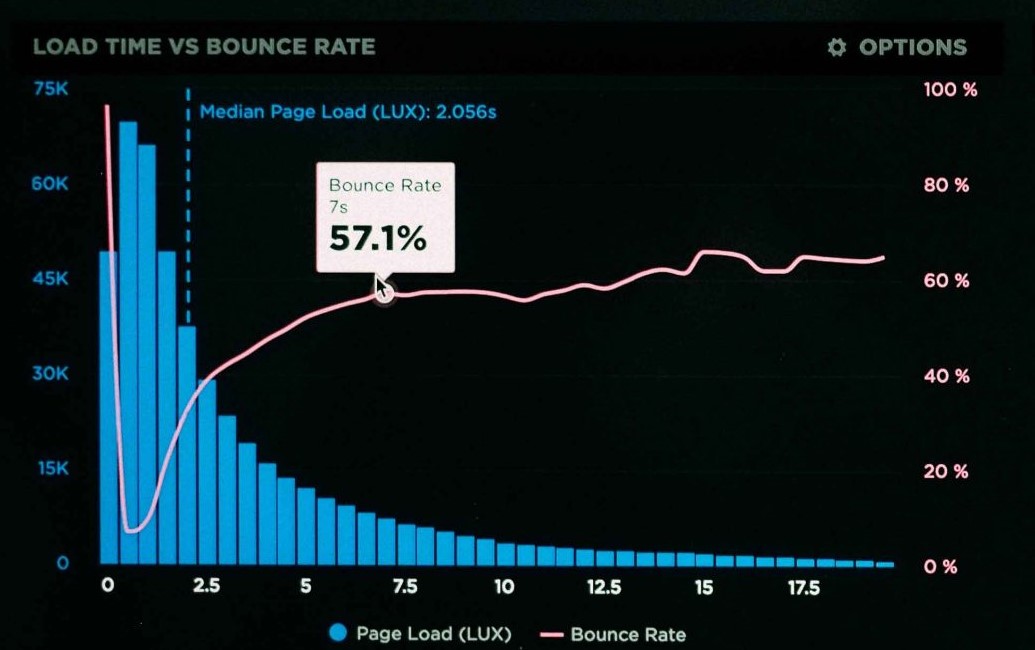 LOAD TIME VS BOUNCE RATE
OPTIONS
75K
100 %
Median Page Load (LUX): 2.056s
60K
80 %
Bounce Rate
7s
57.1%
45K
60 %
30K
40 %
15K
20 %
0
0 %
0 2.5 5 7.5 10 12.5 15 17.5
Page Load (LUX) Bounce Rate